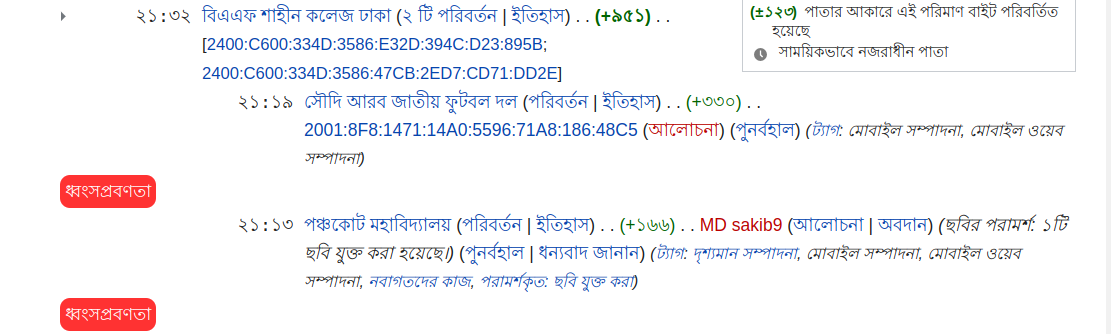 ২১:৩২ বিএএফ শাহীন কলেজ ঢাকা (২ টি পরিবর্তন | ইতিহাস) . . (+৯৫১) . .
[2400:C600:334D:3586:E32D:394C:D23:895B;
2400:C600:334D:3586:47CB:2ED7:CD71:DD2E]
(±১২৩) পাতার আকারে এই পরিমাণ বাইট পরিবর্তিত
হয়েছে
সাময়িকভাবে নজরাধীন পাতা
২১:১৯ সৌদি আরব জাতীয় ফুটবল দল (পরিবর্তন | ইতিহাস) . . (+৩৩০) . .
2001:8F8:1471:14A0:5596:71A8:186:48C5 (আলোচনা) (পুনর্বহাল) (ট্যাগ: মোবাইল সম্পাদনা, মোবাইল ওয়েব
সম্পাদনা)
ধ্বংসপ্রবণতা
২১:১৩ পঞ্চকোট মহাবিদ্যালয় (পরিবর্তন | ইতিহাস) . . (+১৬৬) . . MD sakib9 (আলোচনা | অবদান) (ছবির পরামর্শ: ১টি
ছবি যুক্ত করা হয়েছে।) (পুনর্বহাল | ধন্যবাদ জানান) (ট্যাগ: দৃশ্যমান সম্পাদনা, মোবাইল সম্পাদনা, মোবাইল ওয়েব
সম্পাদনা, নবাগতদের কাজ, পরামর্শকৃত: ছবি যুক্ত করা)
ধ্বংসপ্রবণতা